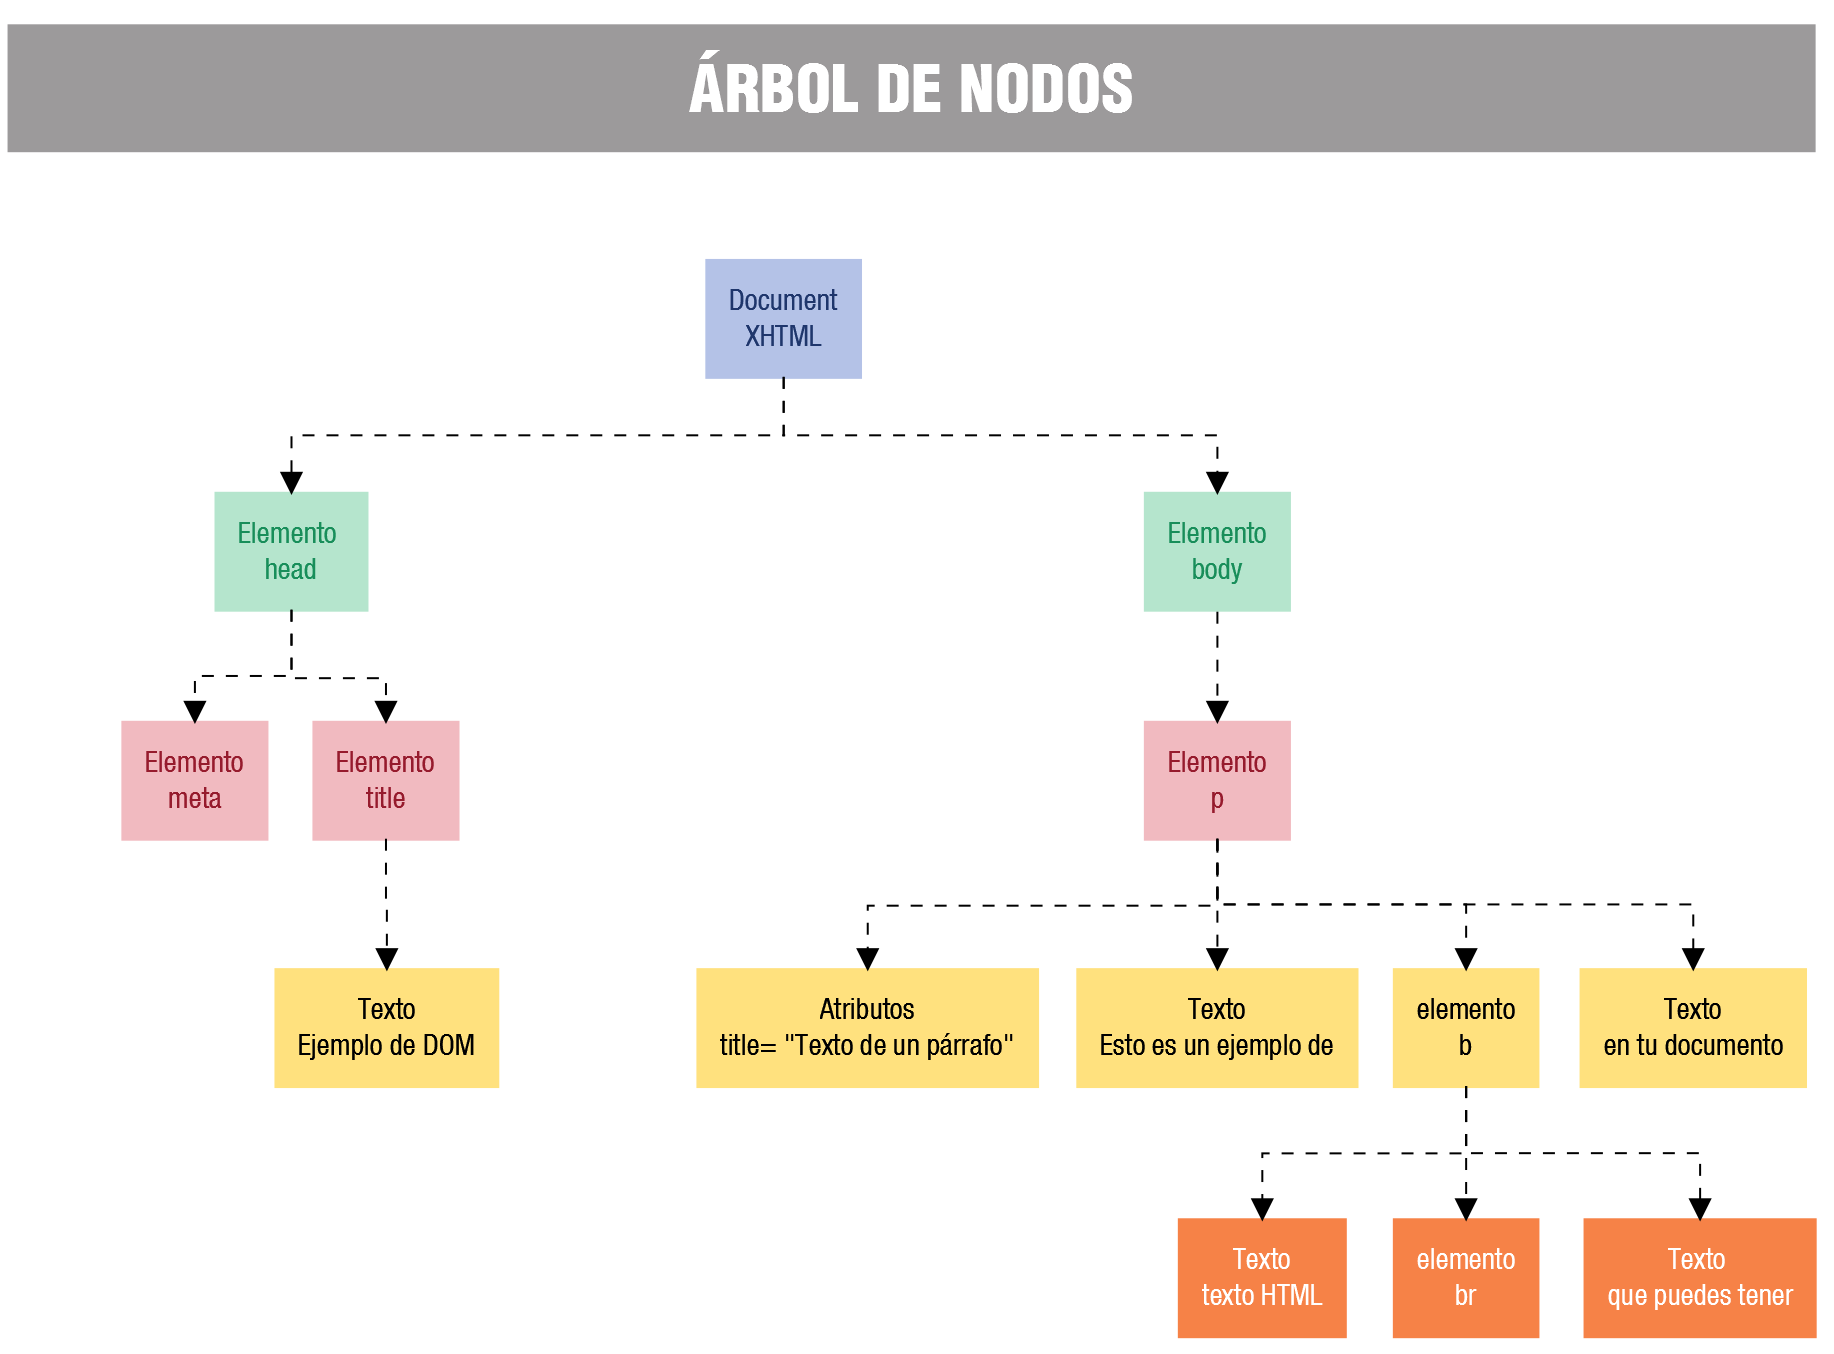 ÁRBOL DE NODOS
Document
XHTML
Elemento
head
Elemento
body
Elemento
meta
Elemento
title
Elemento
p
Texto
Ejemplo de DOM
Atributos
title= "Texto de un párrafo"
Texto
Esto es un ejemplo de
elemento
b
Texto
en tu documento
Texto
texto HTML
elemento
br
Texto
que puedes tener